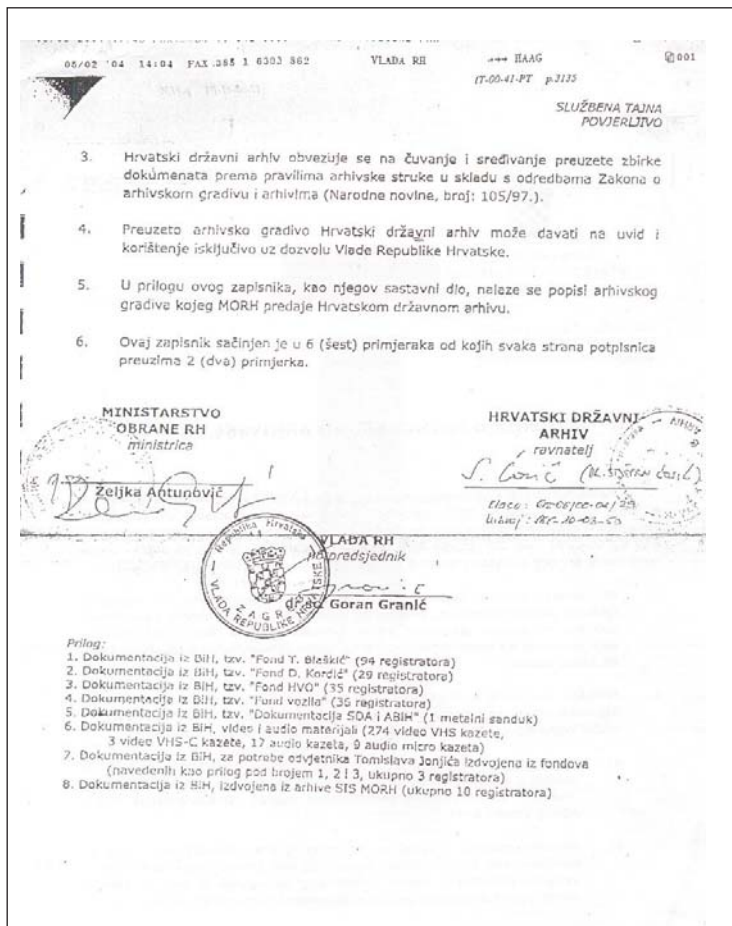 06/02 '04 14:04 FAX 385 1 6303 862 VLADA RH →→→ HAAG 001
IT-00-41-PT p.3135
SLUŽBENA TAJNA
POVJERLJIVO
3. Hrvatski državni arhiv obvezuje se na čuvanje i sređivanje preuzete zbirke
dokumenata prema pravilima arhivske struke u skladu s odredbama Zakona o
arhivskom gradivu i arhivima (Narodne novine, broj: 105/97.).
4. Preuzeto arhivsko gradivo Hrvatski državni arhiv može davati na uvid i
korištenje isključivo uz dozvolu Vlade Republike Hrvatske.
5. U prilogu ovog zapisnika, kao njegov sastavni dio, nalaze se popisi arhivskog
gradiva kojeg MORH predaje Hrvatskom državnom arhivu.
6. Ovaj zapisnik sačinjen je u 6 (šest) primjeraka od kojih svaka strana potpisnica
preuzima 2 (dva) primjerka.
MINISTARSTVO
OBRANE RH
ministrica
Željka Antunović
HRVATSKI DRŽAVNI
ARHIV
ravnatelj
VLADA RH
predsjednik
Goran Granić
Republika Hrvatska
VLADA REPUBLIKE HRVATSKE
ZAGREB
Prilog:
1. Dokumentacija iz BiH, tzv. "Fond T. Blaškić" (94 registratora)
2. Dokumentacija iz BiH, tzv. "Fond D. Kordić" (29 registratora)
3. Dokumentacija iz BiH, tzv. "Fond HVO" (35 registratora)
4. Dokumentacija iz BiH, tzv. "Fond vozila" (36 registratora)
5. Dokumentacija iz BiH, tzv. "Dokumentacija SDA i ABIH" (1 metalni sanduk)
6. Dokumentacija iz BiH, video i audio materijali (274 video VHS kazete,
3 video VHS-C kazete, 17 audio kazeta, 9 audio micro kazeta)
7. Dokumentacija iz BiH, za potrebe odvjetnika Tomislava Jonjića izdvojena iz fondova
(navedenih kao prilog pod brojem 1, 2 i 3, ukupno 3 registratora)
8. Dokumentacija iz BiH, izdvojena iz arhive SIS MORH (ukupno 10 registratora)